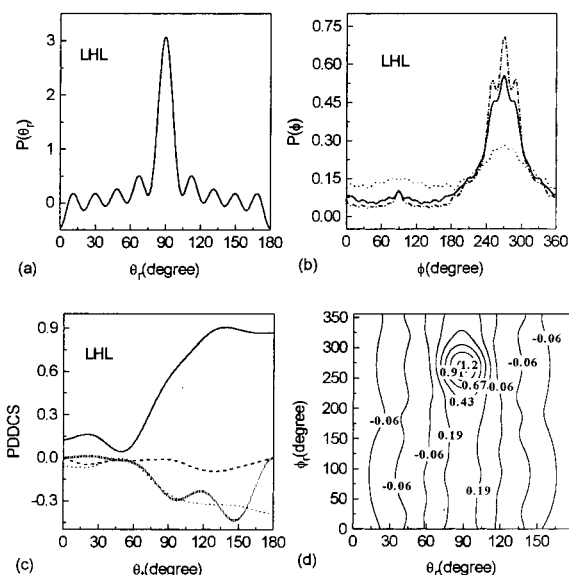 3
2
1
0
P(θr)
LHL
0 30 60 90 120 150 180
(a)
θr(degree)
0.75
0.60
0.45
0.30
0.15
0.00
P(ϕ)
LHL
0 60 120 180 240 300 360
(b)
ϕ(degree)
0.9
0.6
0.3
0.0
-0.3
PDDCS
LHL
0 30 60 90 120 150 180
(c)
θt(degree)
350
300
250
200
150
100
50
0
ϕr(degree)
1.2
0.91
0.67
-0.06
-0.06
-0.06
0.43
-0.06
0.19
-0.06
-0.06
0.19
0 30 60 90 120 150
(d)
θr(degree)